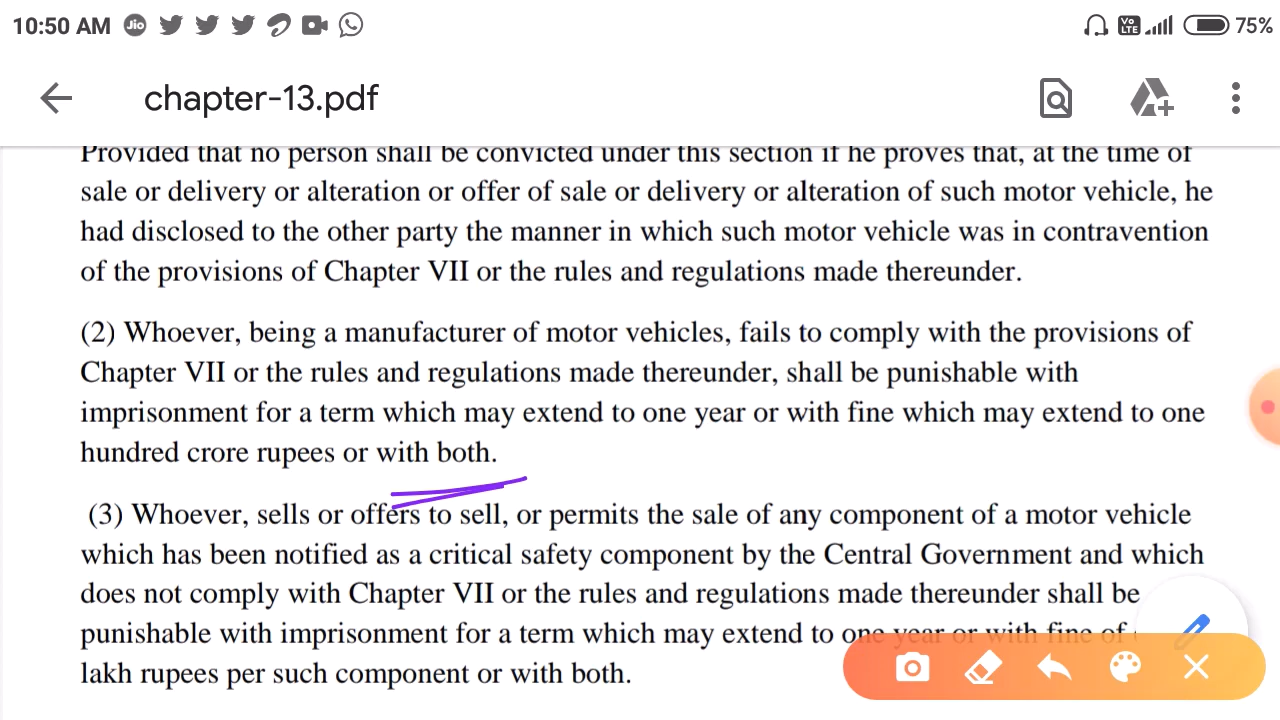 10:50 AM Jio Vo LTE 75%
chapter-13.pdf
Provided that no person shall be convicted under this section if he proves that, at the time of
sale or delivery or alteration or offer of sale or delivery or alteration of such motor vehicle, he
had disclosed to the other party the manner in which such motor vehicle was in contravention
of the provisions of Chapter VII or the rules and regulations made thereunder.
(2) Whoever, being a manufacturer of motor vehicles, fails to comply with the provisions of
Chapter VII or the rules and regulations made thereunder, shall be punishable with
imprisonment for a term which may extend to one year or with fine which may extend to one
hundred crore rupees or with both.
(3) Whoever, sells or offers to sell, or permits the sale of any component of a motor vehicle
which has been notified as a critical safety component by the Central Government and which
does not comply with Chapter VII or the rules and regulations made thereunder shall be
punishable with imprisonment for a term which may extend to one year or with fine of
lakh rupees per such component or with both.